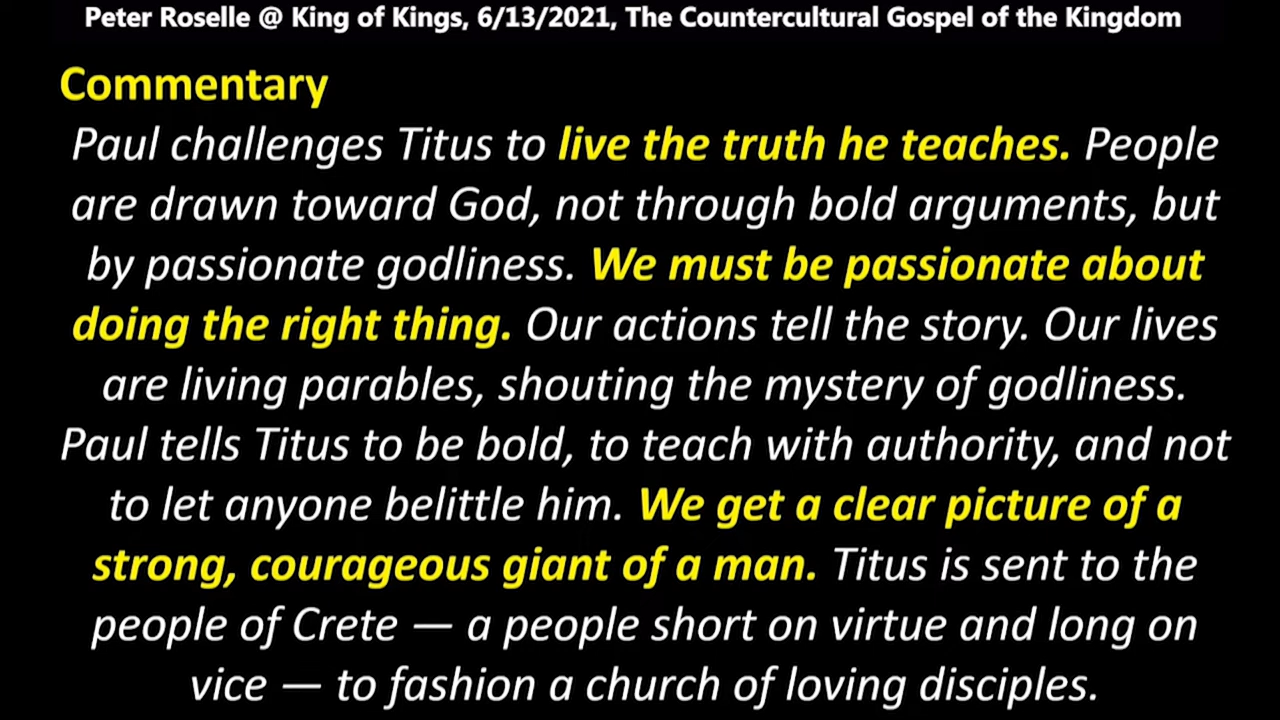 Peter Roselle @ King of Kings, 6/13/2021, The Countercultural Gospel of the Kingdom
Commentary
Paul challenges Titus to live the truth he teaches. People
are drawn toward God, not through bold arguments, but
by passionate godliness. We must be passionate about
doing the right thing. Our actions tell the story. Our lives
are living parables, shouting the mystery of godliness.
Paul tells Titus to be bold, to teach with authority, and not
to let anyone belittle him. We get a clear picture of a
strong, courageous giant of a man. Titus is sent to the
people of Crete — a people short on virtue and long on
vice — to fashion a church of loving disciples.